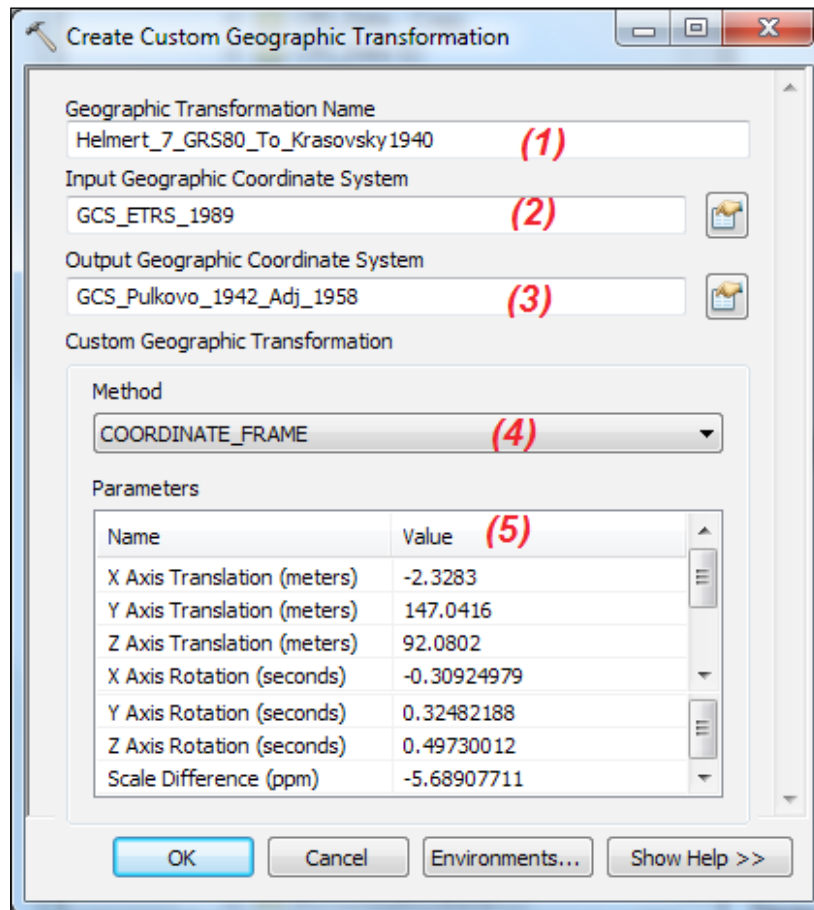 Create Custom Geographic Transformation
Geographic Transformation Name
Helmert_7_GRS80_To_Krasovsky1940 (1)
Input Geographic Coordinate System
GCS_ETRS_1989 (2)
Output Geographic Coordinate System
GCS_Pulkovo_1942_Adj_1958 (3)
Custom Geographic Transformation
Method
COORDINATE_FRAME (4)
Parameters
Name Value (5)
X Axis Translation (meters) -2.3283
Y Axis Translation (meters) 147.0416
Z Axis Translation (meters) 92.0802
X Axis Rotation (seconds) -0.30924979
Y Axis Rotation (seconds) 0.32482188
Z Axis Rotation (seconds) 0.49730012
Scale Difference (ppm) -5.68907711
OK Cancel Environments... Show Help >>